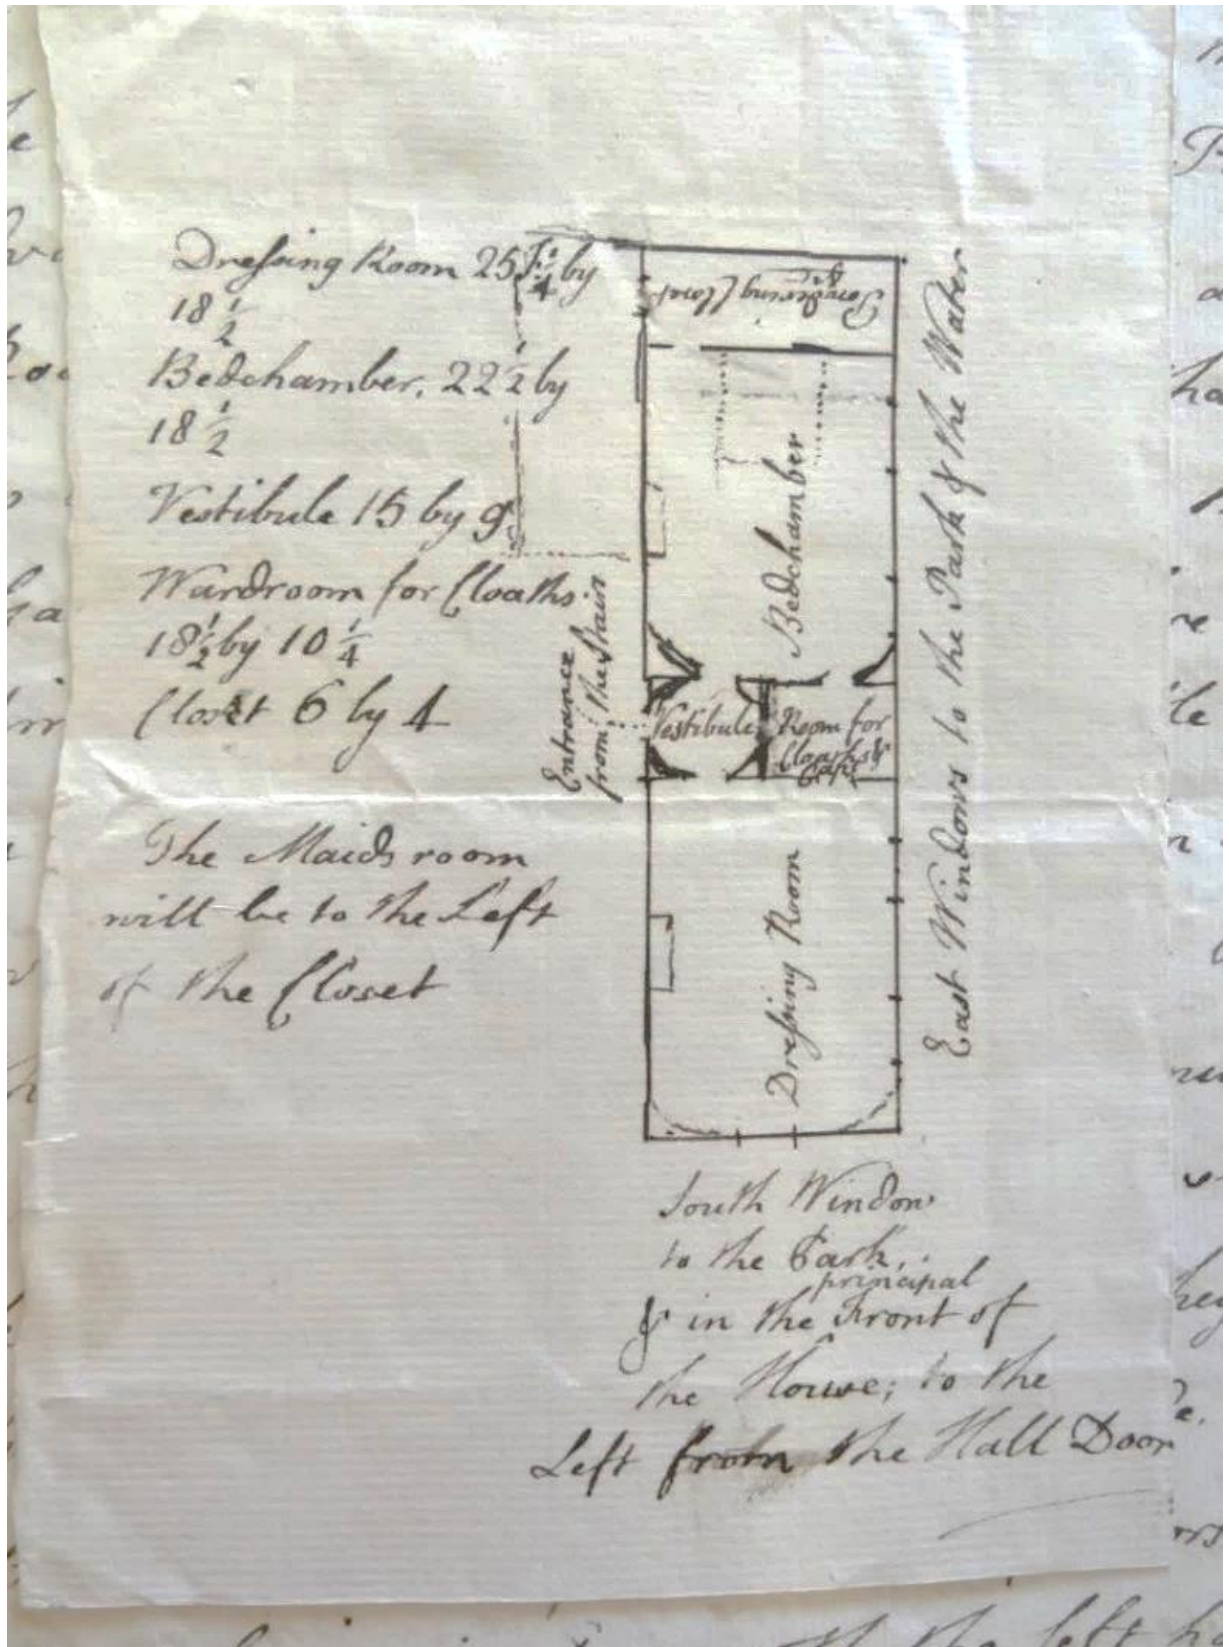 Dressing Room 25 F. 1/4 by
18 1/2
Bedchamber, 22 1/2 by
18 1/2
Vestibule 15 by 9
Wardroom for Cloaths.
18 1/2 by 10 1/4
Closet 6 by 4
The Maids room
will be to the Left
of the Closet
Powdering Closet
&c
Bedchamber
Entrance
from the Stair
Vestibule
Room for
Cloaths &
Dressing Room
East Windows to the Park & the Water
South Window
to the Park,
principal
& in the Front of
the House; to the
Left from the Hall Door